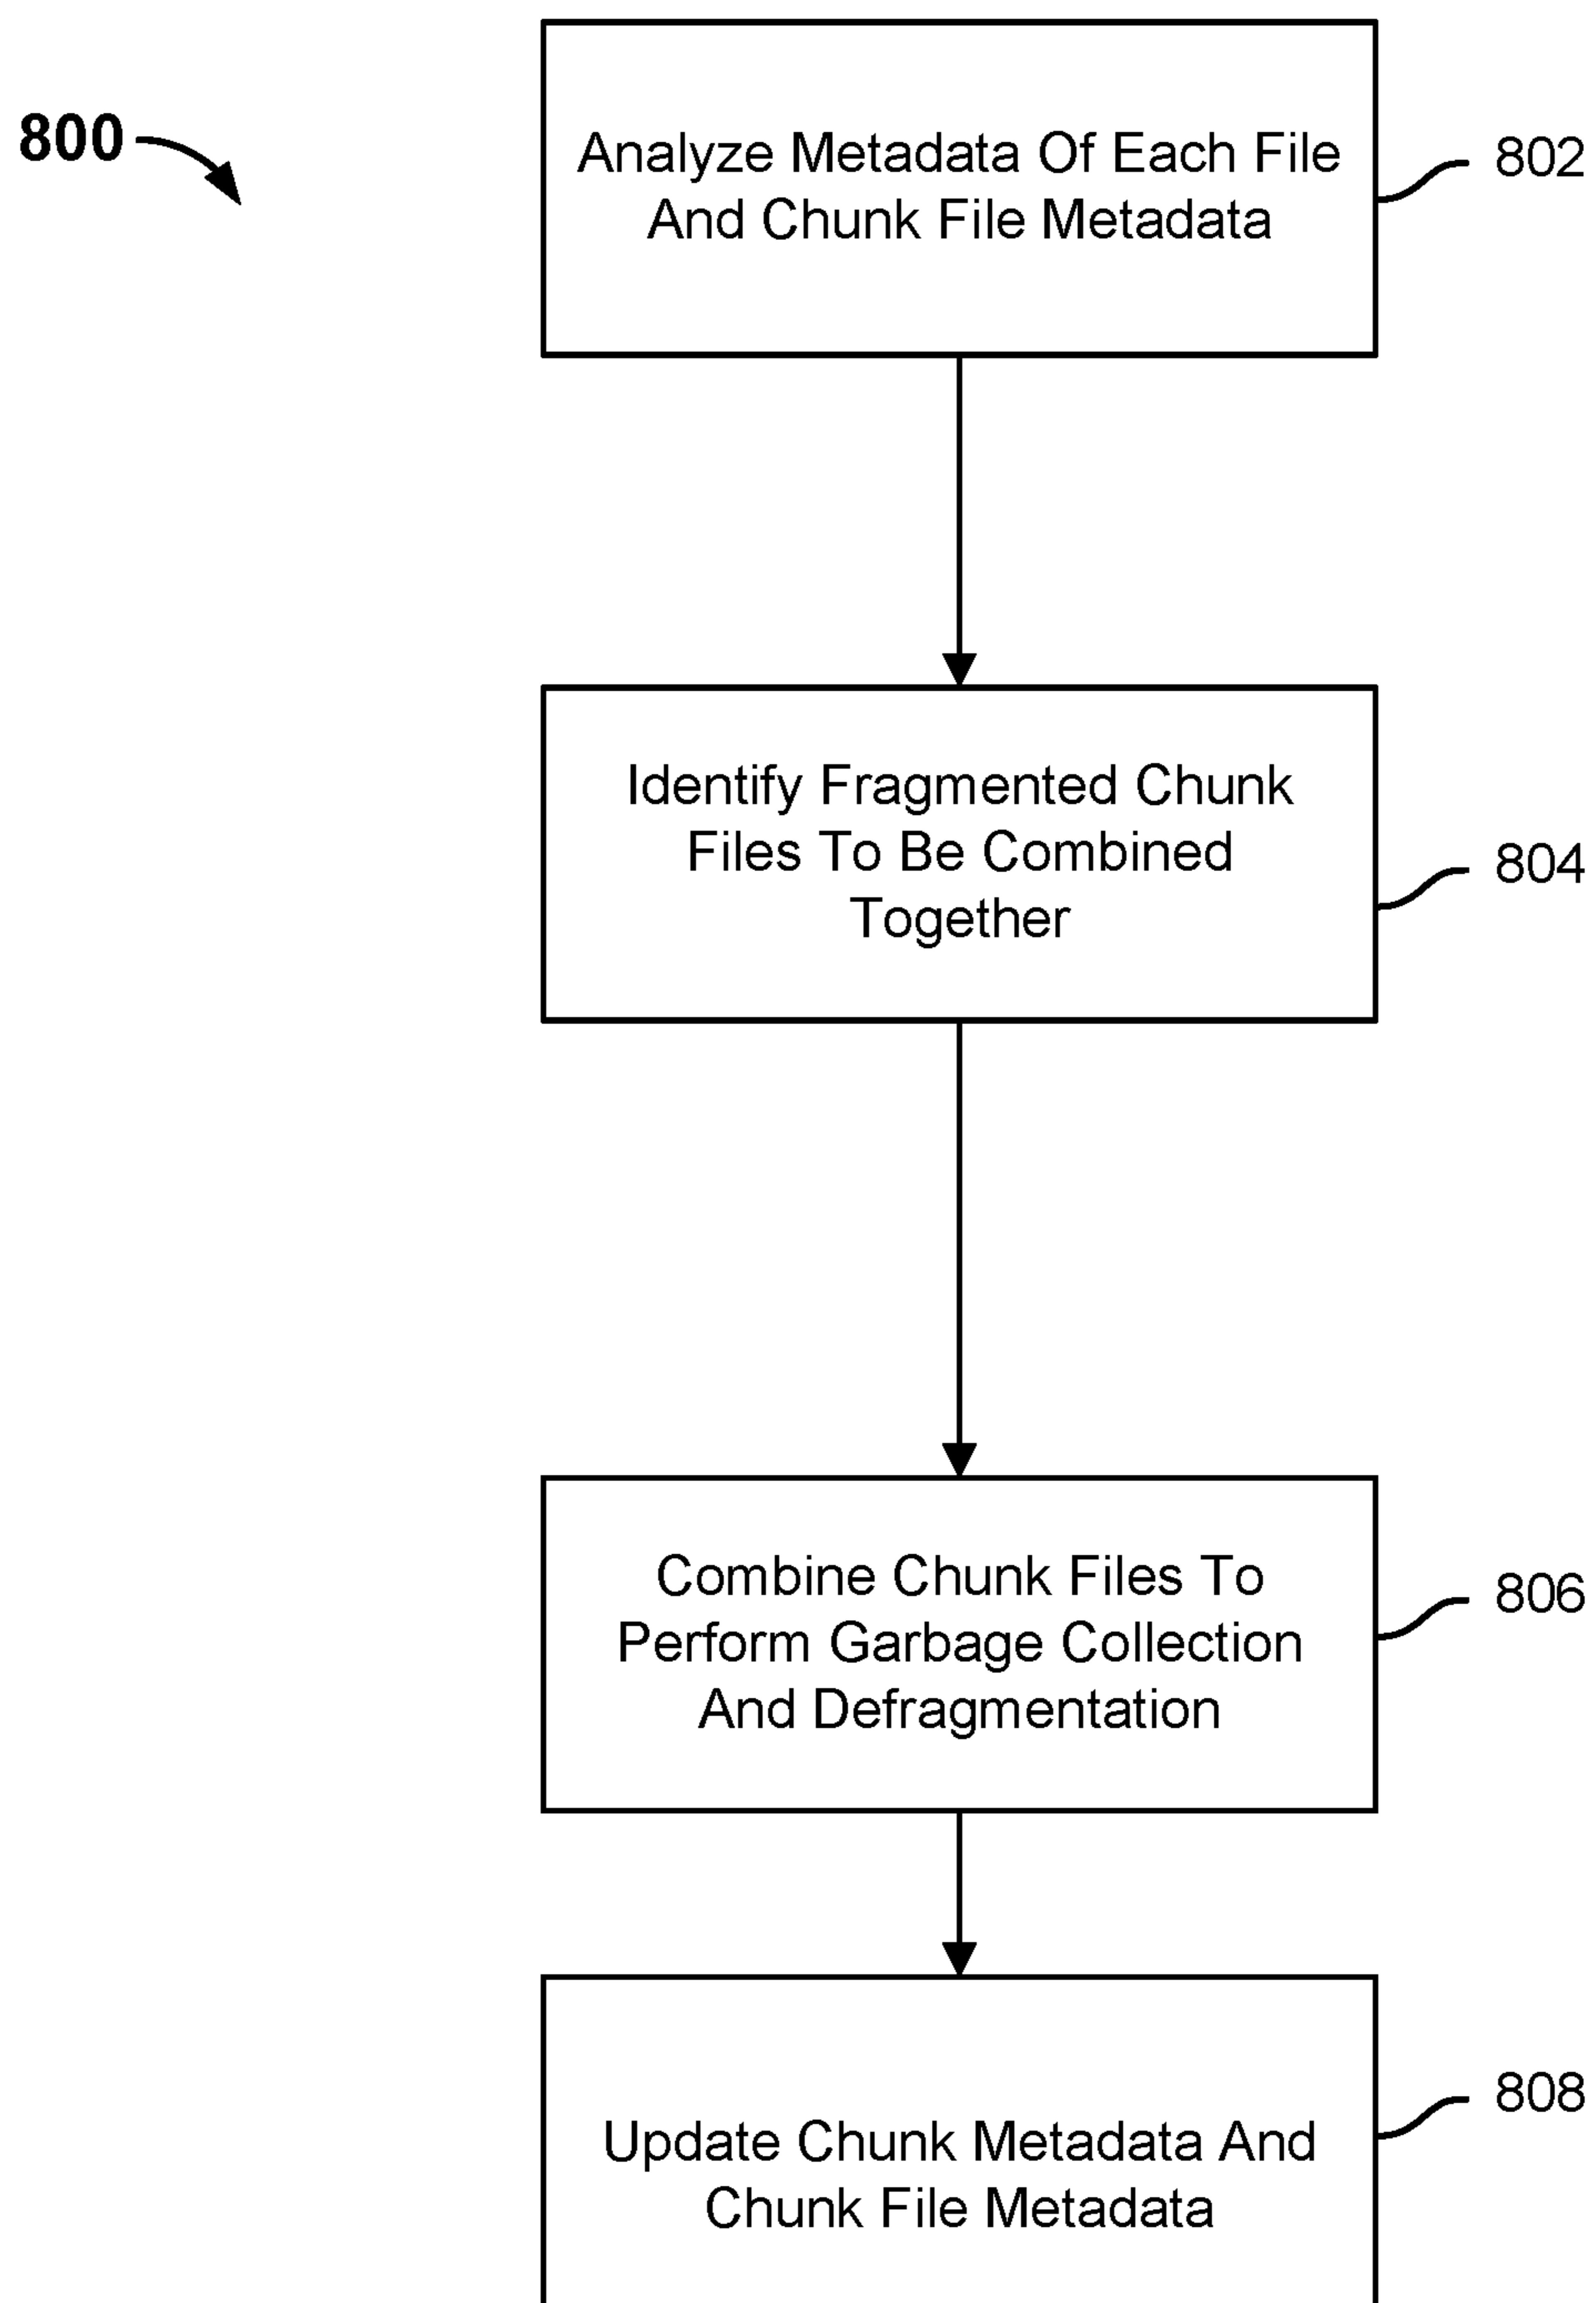 800
Analyze Metadata Of Each File
And Chunk File Metadata
802
Identify Fragmented Chunk
Files To Be Combined
Together
804
Combine Chunk Files To
Perform Garbage Collection
And Defragmentation
806
Update Chunk Metadata And
Chunk File Metadata
808